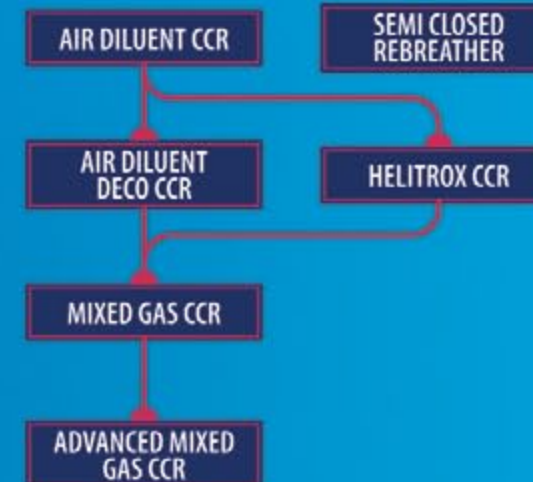 AIR DILUENT CCR
SEMI CLOSED
REBREATHER
AIR DILUENT
DECO CCR
HELITROX CCR
MIXED GAS CCR
ADVANCED MIXED
GAS CCR